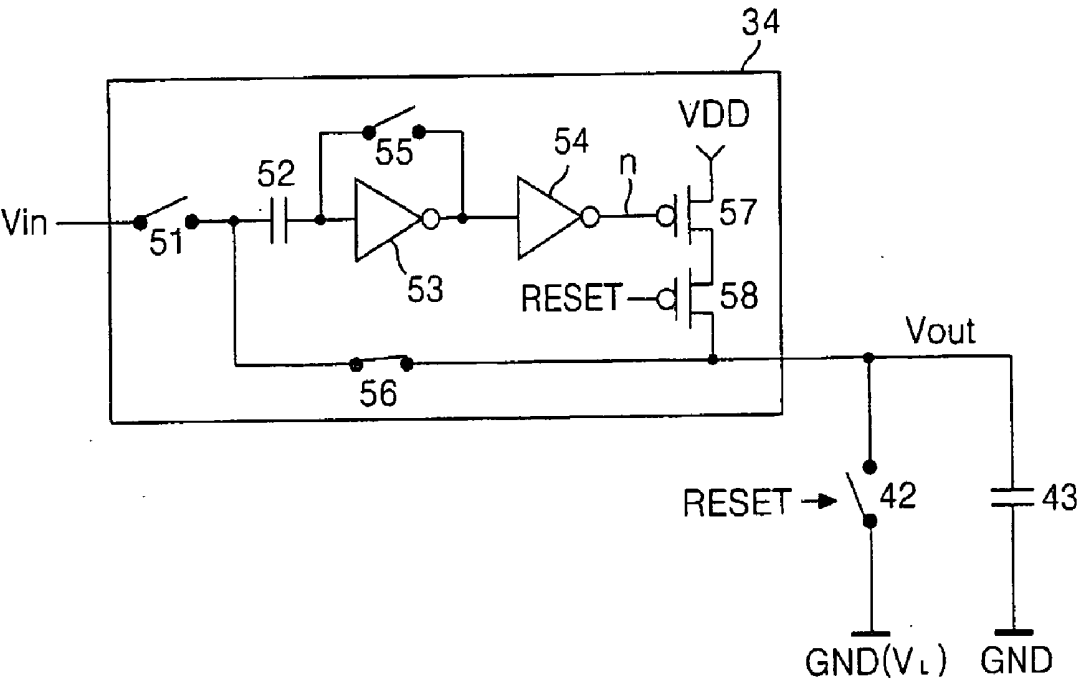 34
VDD
55
54
n
52
57
Vin
51
53
RESET
58
Vout
56
RESET
42
43
GND(VL)
GND